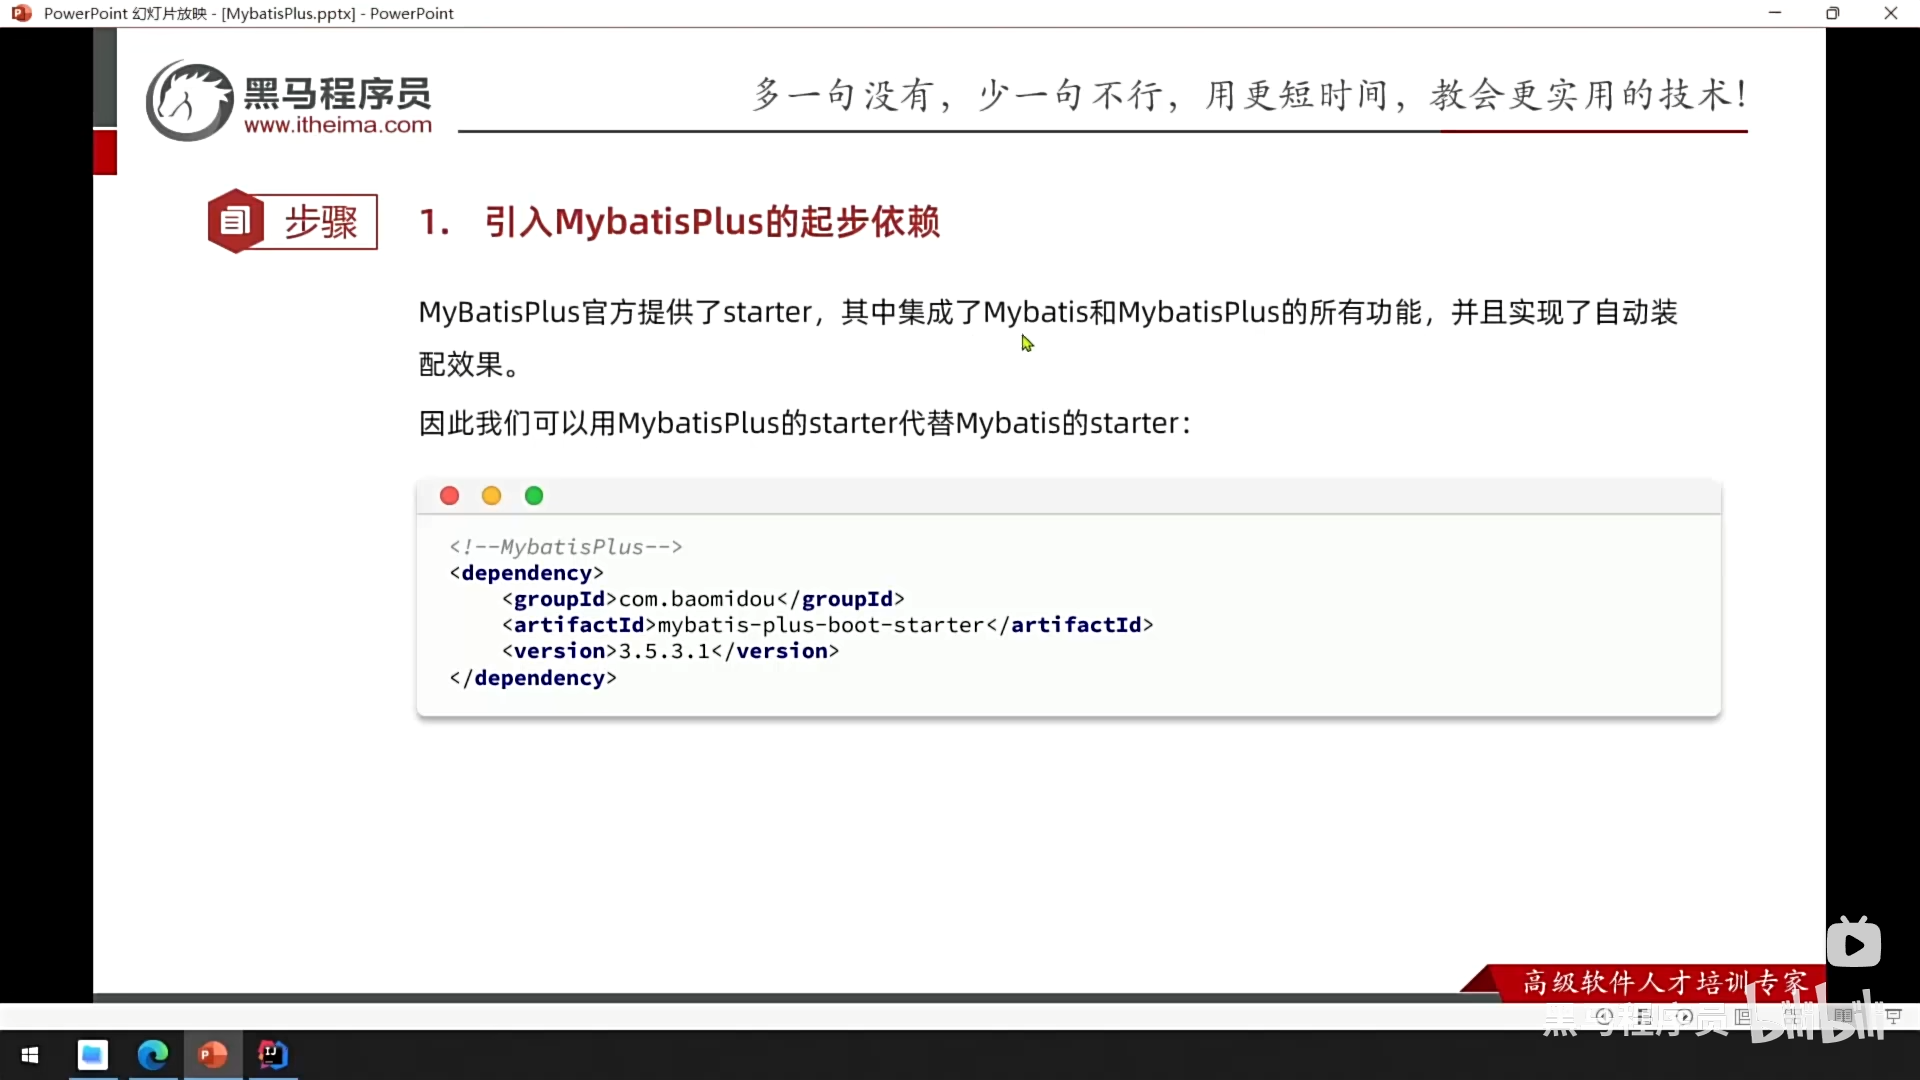 PowerPoint 幻灯片放映 - [MybatisPlus.pptx] - PowerPoint
黑马程序员
www.itheima.com
多一句没有，少一句不行，用更短时间，教会更实用的技术！
步骤
1. 引入MybatisPlus的起步依赖
MyBatisPlus官方提供了starter，其中集成了Mybatis和MybatisPlus的所有功能，并且实现了自动装
配效果。
因此我们可以用MybatisPlus的starter代替Mybatis的starter：
<!--MybatisPlus-->
<dependency>
    <groupId>com.baomidou</groupId>
    <artifactId>mybatis-plus-boot-starter</artifactId>
    <version>3.5.3.1</version>
</dependency>
高级软件人才培训专家
黑马程序员 bilibili